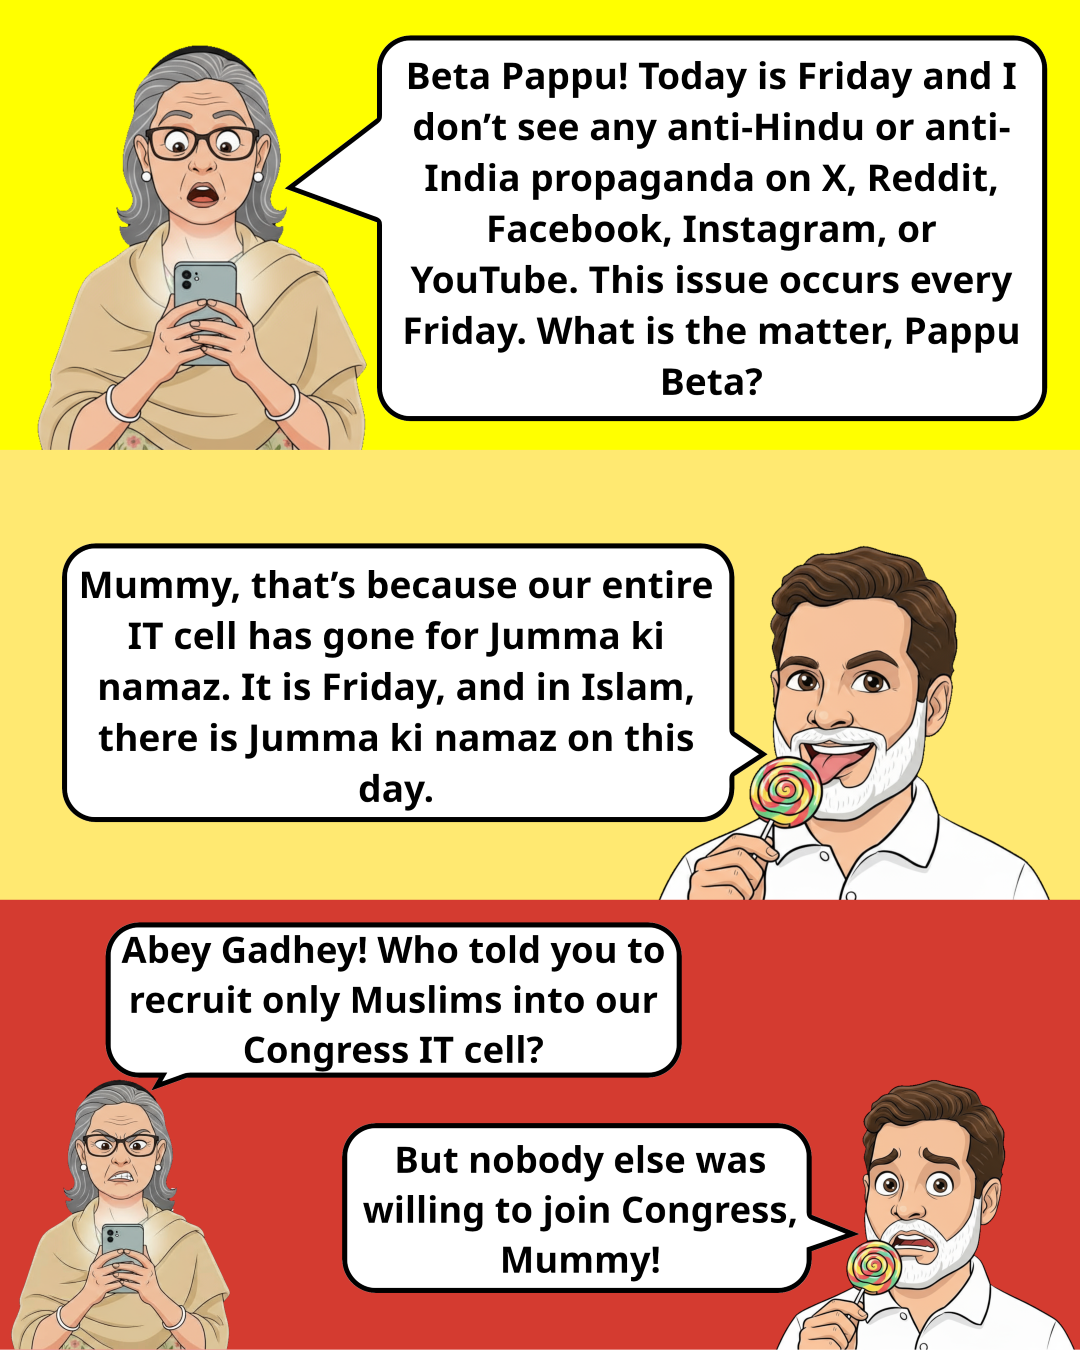 Beta Pappu! Today is Friday and I
don’t see any anti-Hindu or anti-
India propaganda on X, Reddit,
Facebook, Instagram, or
YouTube. This issue occurs every
Friday. What is the matter, Pappu
Beta?
Mummy, that’s because our entire
IT cell has gone for Jumma ki
namaz. It is Friday, and in Islam,
there is Jumma ki namaz on this
day.
Abey Gadhey! Who told you to
recruit only Muslims into our
Congress IT cell?
But nobody else was
willing to join Congress,
Mummy!